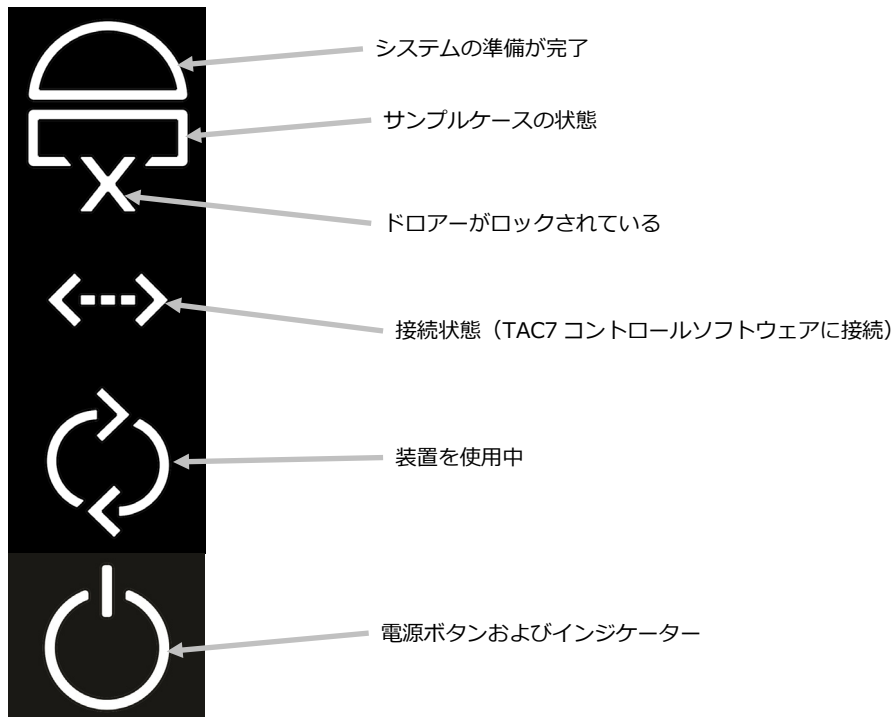 システムの準備が完了
サンプルケースの状態
ドロアーがロックされている
接続状態（TAC7 コントロールソフトウェアに接続）
装置を使用中
電源ボタンおよびインジケーター